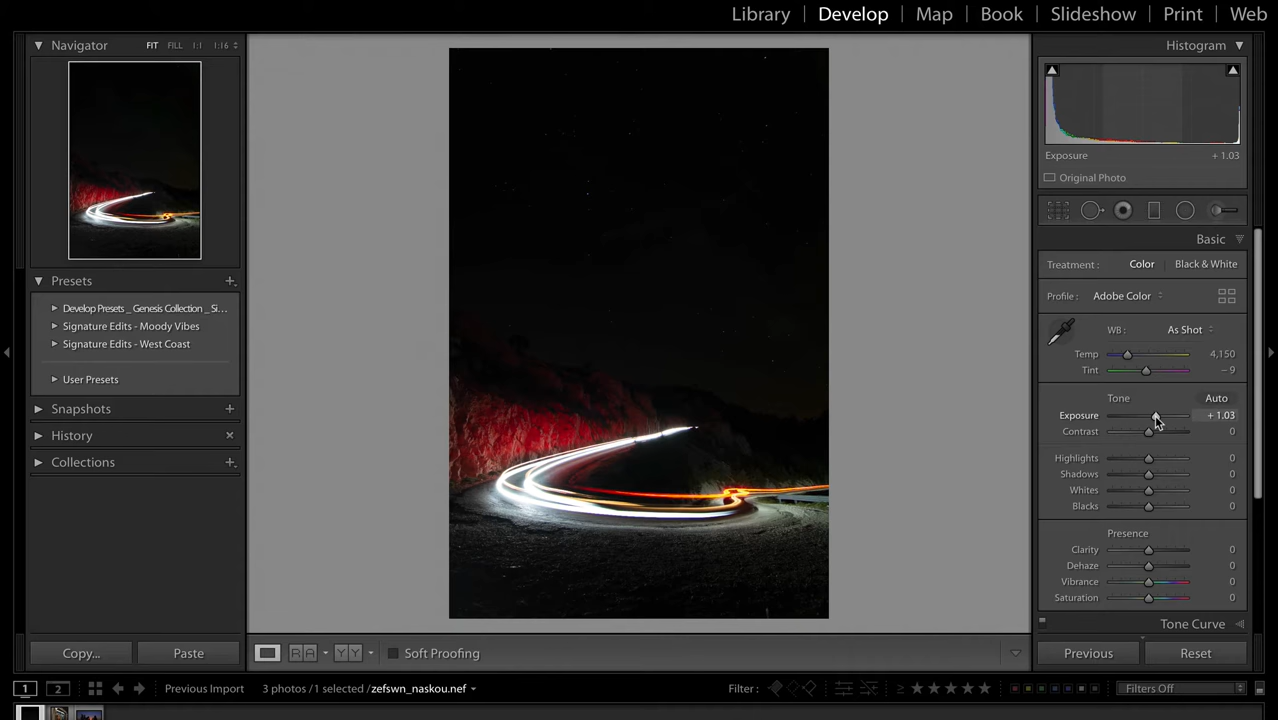 Library Develop Map Book Slideshow Print Web
Navigator FIT FILL 1:1 1:16
Histogram
Exposure + 1.03
Original Photo
Basic
Treatment : Color Black & White
Profile : Adobe Color
WB : As Shot
Temp 4,150
Tint – 9
Tone Auto
Exposure + 1.03
Contrast 0
Highlights 0
Shadows 0
Whites 0
Blacks 0
Presence
Clarity 0
Dehaze 0
Vibrance 0
Saturation 0
Tone Curve
Previous Reset
Presets
Develop Presets _ Genesis Collection _ Si...
Signature Edits - Moody Vibes
Signature Edits - West Coast
User Presets
Snapshots
History
Collections
Copy... Paste
RA YY Soft Proofing
1 2 Previous Import 3 photos /1 selected /zefswn_naskou.nef Filter : ≥ ★★★★★ Filters Off